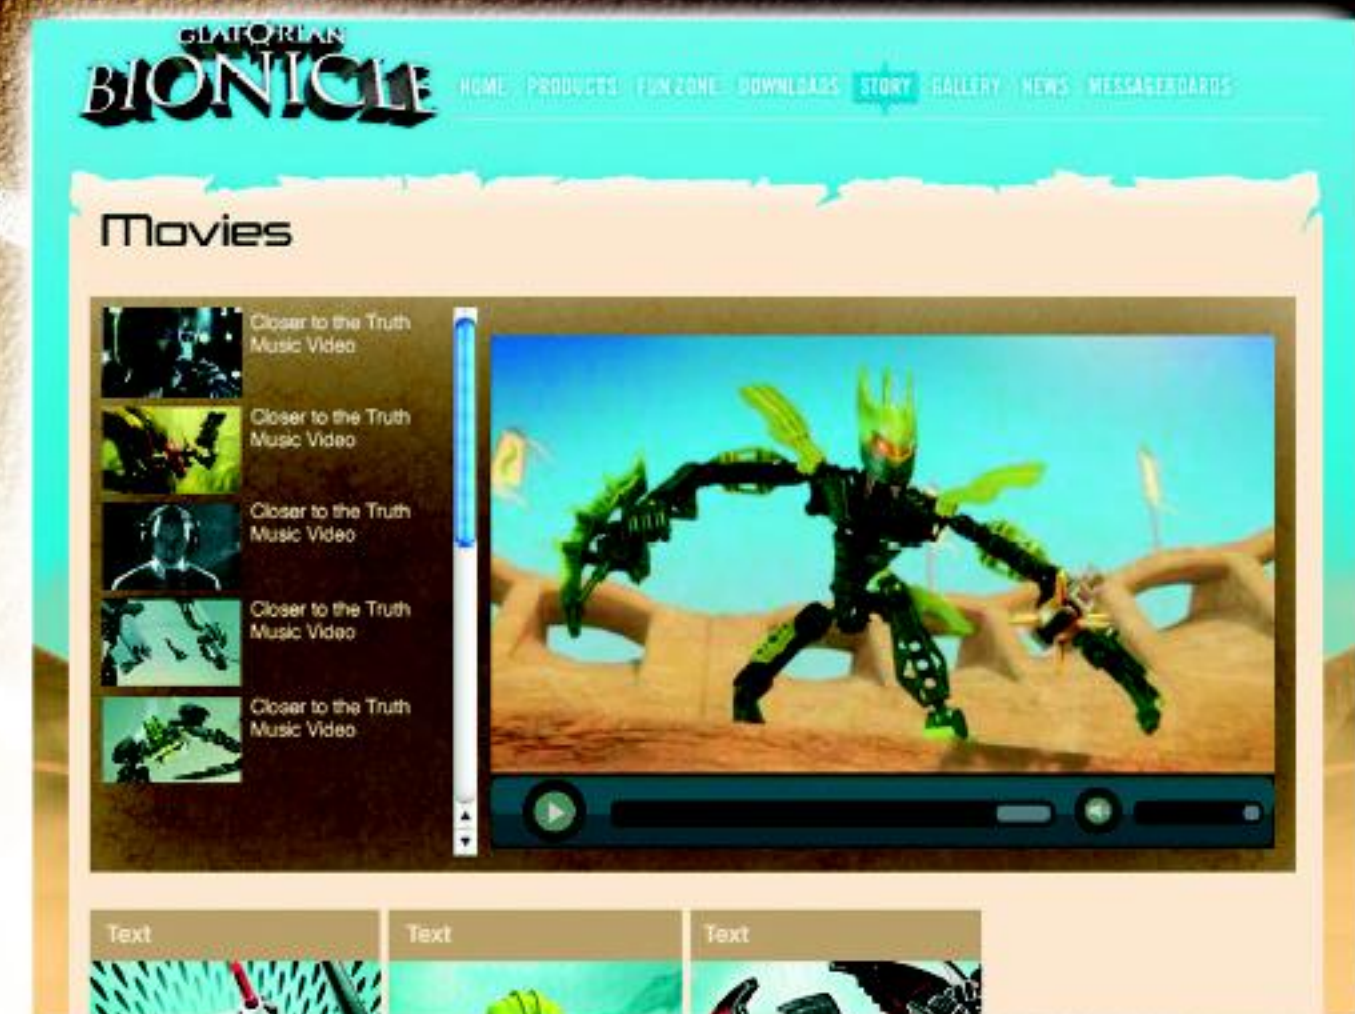 GLATORIAN
BIONICLE
HOME PRODUCTS FUN ZONE DOWNLOADS STORY GALLERY NEWS MESSAGEBOARDS
Movies
Closer to the Truth
Music Video
Closer to the Truth
Music Video
Closer to the Truth
Music Video
Closer to the Truth
Music Video
Closer to the Truth
Music Video
Text Text Text